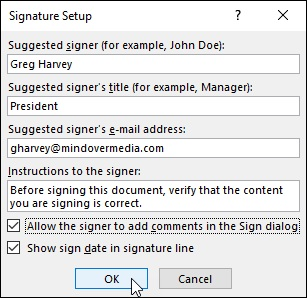 Signature Setup
Suggested signer (for example, John Doe):
Greg Harvey
Suggested signer's title (for example, Manager):
President
Suggested signer's e-mail address:
gharvey@mindovermedia.com
Instructions to the signer:
Before signing this document, verify that the content
you are signing is correct.
Allow the signer to add comments in the Sign dialog
Show sign date in signature line
OK Cancel